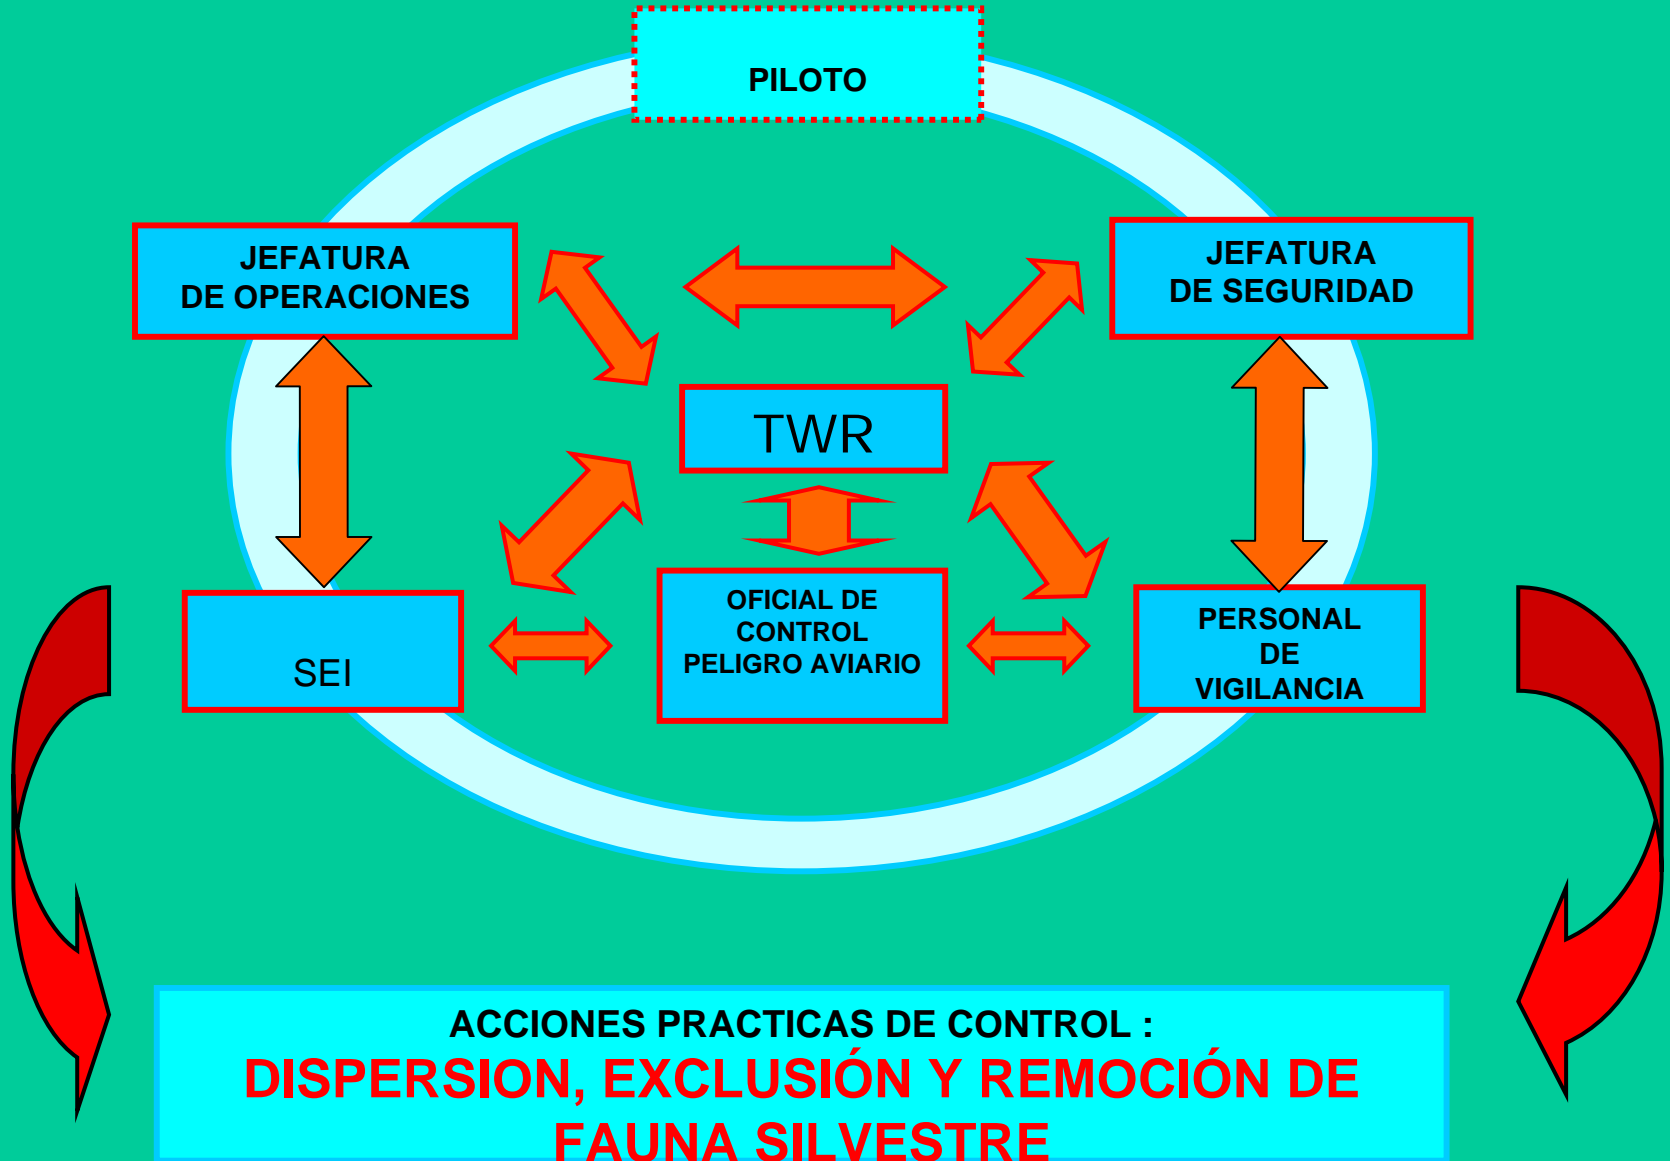 PILOTO
JEFATURA
DE OPERACIONES
JEFATURA
DE SEGURIDAD
TWR
SEI
OFICIAL DE
CONTROL
PELIGRO AVIARIO
PERSONAL
DE
VIGILANCIA
ACCIONES PRACTICAS DE CONTROL :
DISPERSION, EXCLUSIÓN Y REMOCIÓN DE
FAUNA SILVESTRE